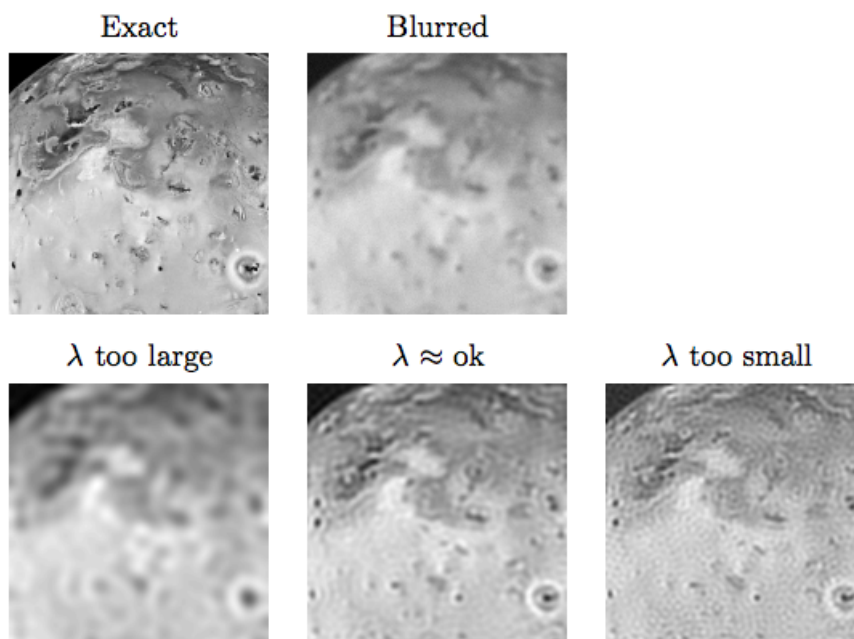 Exact
Blurred
λ too large
λ ≈ ok
λ too small